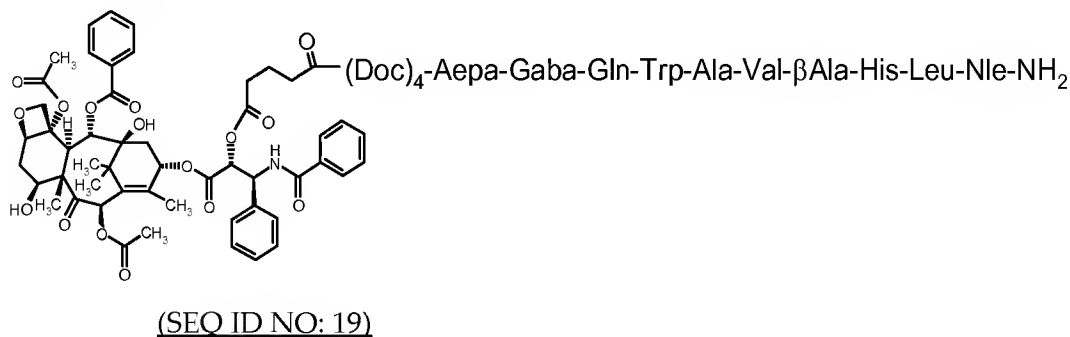 CH₃
O
O
O
O
O
H
O
OH
O
(Doc)₄-Aepa-Gaba-Gln-Trp-Ala-Val-βAla-His-Leu-Nle-NH₂
O
O
H
N
O
O
O
H₃C
H₃C
CH₃
HO
H₃C
O
O
CH₃
O
(SEQ ID NO: 19)